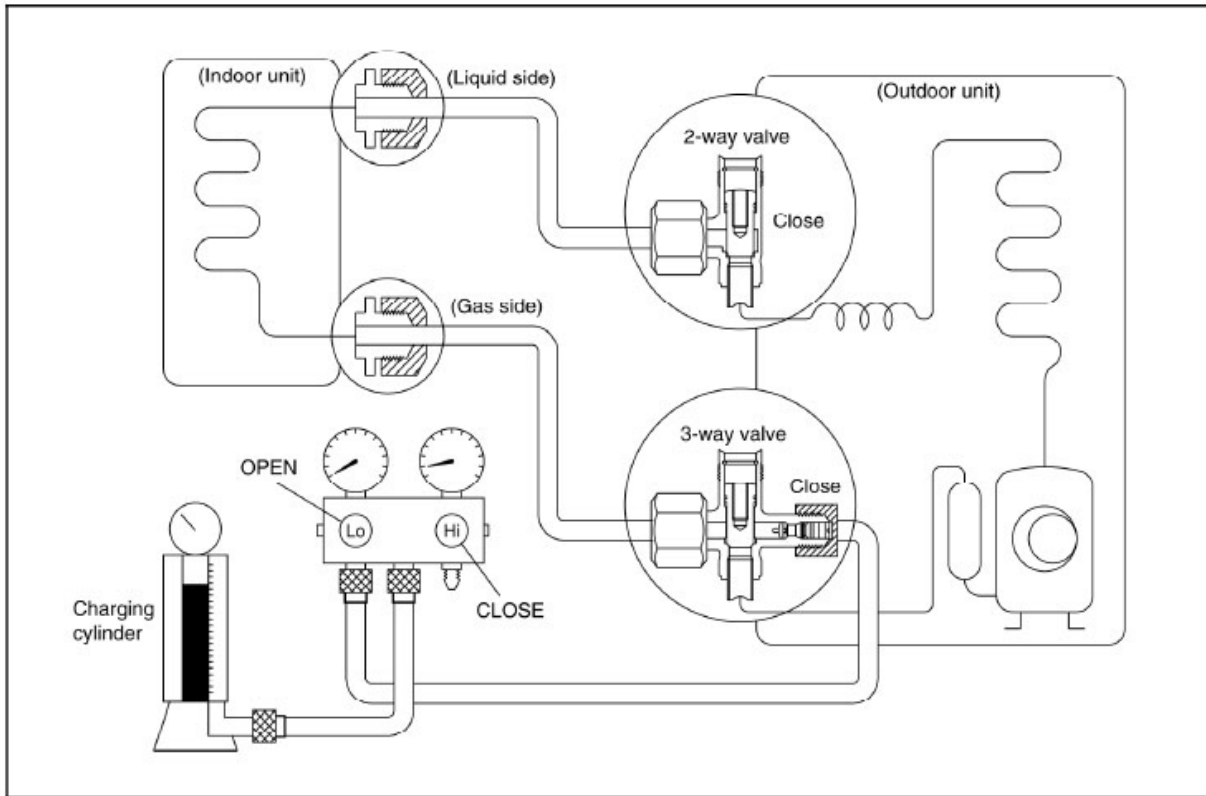 (Indoor unit)
(Liquid side)
(Outdoor unit)
2-way valve
Close
(Gas side)
3-way valve
Close
OPEN
Lo
Hi
CLOSE
Charging
cylinder